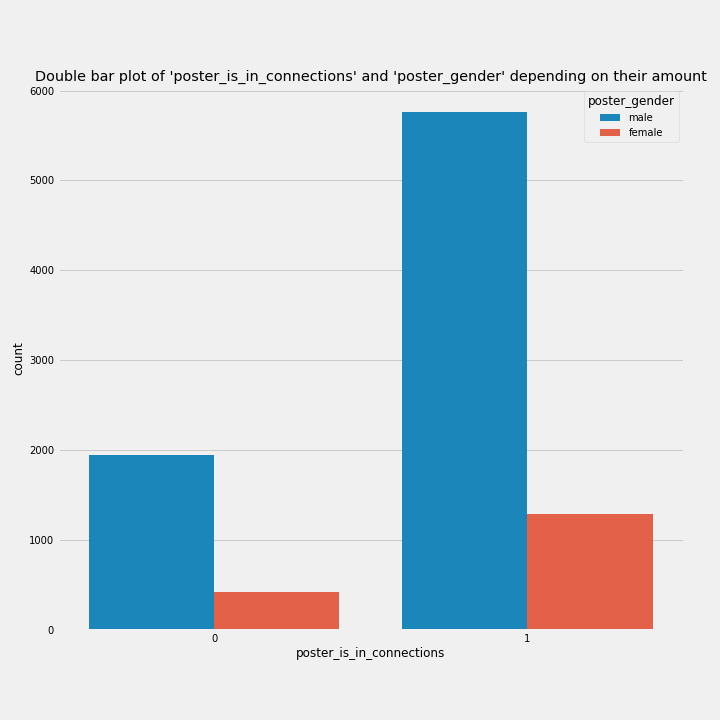 Double bar plot of 'poster_is_in_connections' and 'poster_gender' depending on their amount
poster_gender
male
female
6000
5000
4000
3000
2000
1000
0
count
0 1
poster_is_in_connections